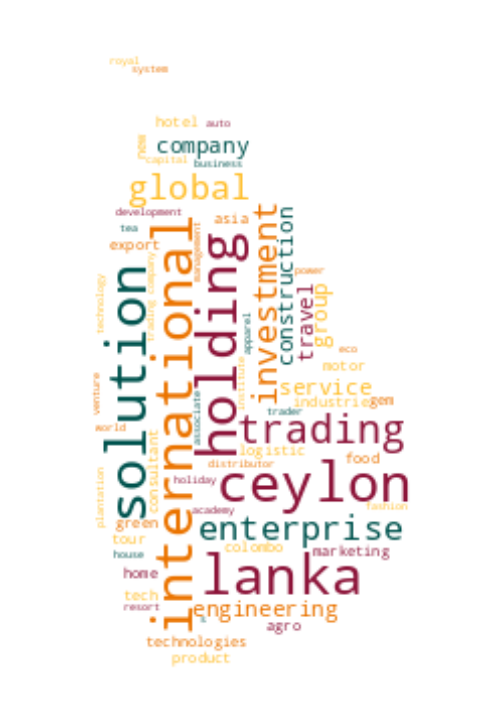 royal
system
hotel
auto
new
company
capital
business
global
development
asia
tea
export
international
holding
investment
construction
management
solution
trading company
technology
power
travel
group
apparel
eco
motor
institute
service
venture
associate
industries
gem
trader
world
trading
consultant
logistic
food
distributor
plantation
holiday
ceylon
academy
fashion
green
enterprise
tour
house
colombo
marketing
home
lanka
tech
resort
engineering
agro
technologies
product